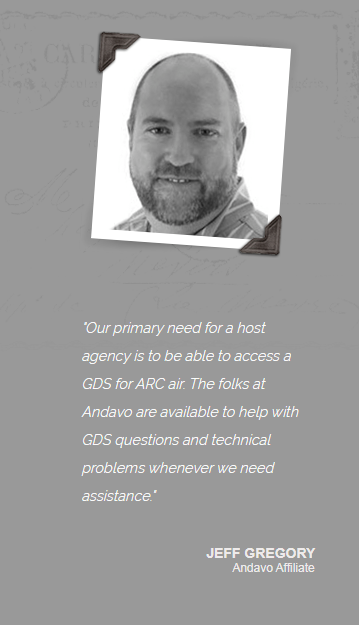 "Our primary need for a host
agency is to be able to access a
GDS for ARC air. The folks at
Andavo are available to help with
GDS questions and technical
problems whenever we need
assistance."
JEFF GREGORY
Andavo Affiliate